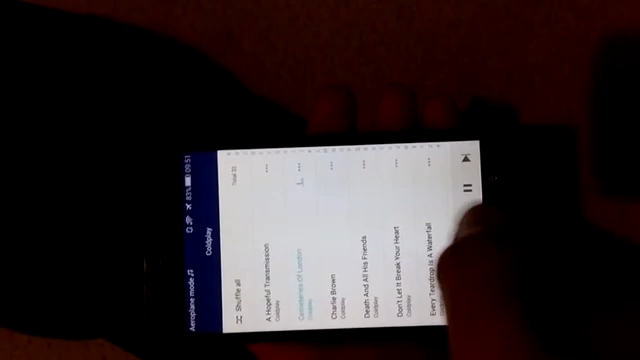 Aeroplane mode 83% 09:51
Coldplay
Shuffle all Total 32
A Hopeful Transmission
Coldplay
Cemeteries Of London
Coldplay
Charlie Brown
Coldplay
Death And All His Friends
Coldplay
Don't Let It Break Your Heart
Coldplay
Every Teardrop Is A Waterfall